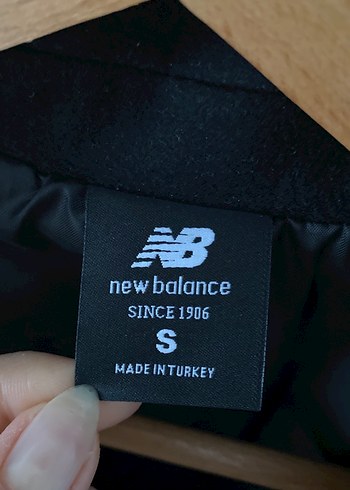 NB
new balance
SINCE 1906
S
MADE IN TURKEY